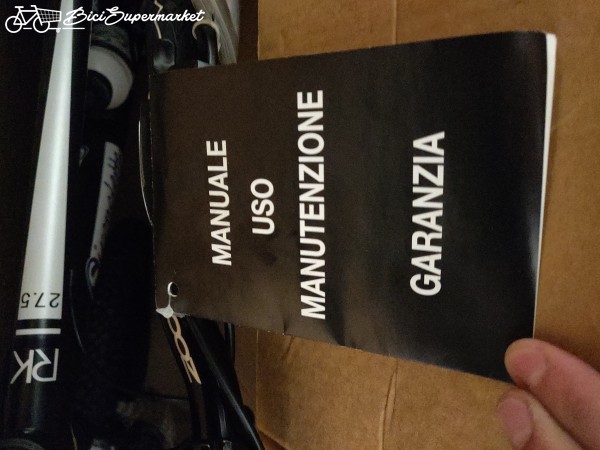 BiciSupermarket
MANUALE
USO
MANUTENZIONE
GARANZIA
27.5
RK